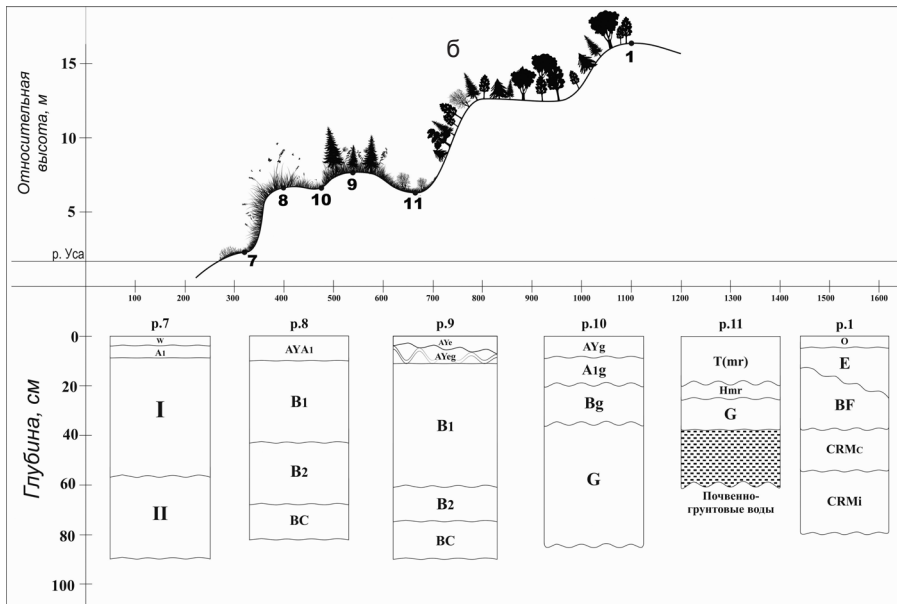 б
Относительная
высота, м
15
10
5
р. Уса
1
8
10
9
11
7
100 200 300 400 500 600 700 800 900 1000 1100 1200 1300 1400 1500 1600
р.7 р.8 р.9 р.10 р.11 р.1
Глубина, см
0
20
40
60
80
100
W
A1
I
II
AYA1
B1
B2
BC
AYe
AYeg
B1
B2
BC
AYg
A1g
Bg
G
T(mr)
Hmr
G
Почвенно-
грунтовые воды
O
E
BF
CRMC
CRMi